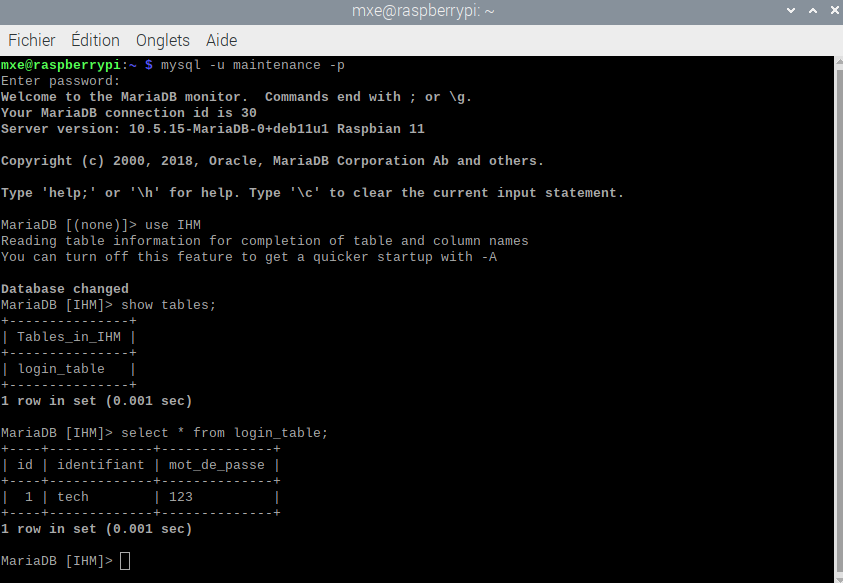 mxe@raspberrypi: ~
Fichier Édition Onglets Aide
mxe@raspberrypi:~ $ mysql -u maintenance -p
Enter password:
Welcome to the MariaDB monitor.  Commands end with ; or \g.
Your MariaDB connection id is 30
Server version: 10.5.15-MariaDB-0+deb11u1 Raspbian 11

Copyright (c) 2000, 2018, Oracle, MariaDB Corporation Ab and others.

Type 'help;' or '\h' for help. Type '\c' to clear the current input statement.

MariaDB [(none)]> use IHM
Reading table information for completion of table and column names
You can turn off this feature to get a quicker startup with -A

Database changed
MariaDB [IHM]> show tables;
+---------------+
| Tables_in_IHM |
+---------------+
| login_table   |
+---------------+
1 row in set (0.001 sec)

MariaDB [IHM]> select * from login_table;
+----+-------------+--------------+
| id | identifiant | mot_de_passe |
+----+-------------+--------------+
|  1 | tech        | 123          |
+----+-------------+--------------+
1 row in set (0.001 sec)

MariaDB [IHM]>